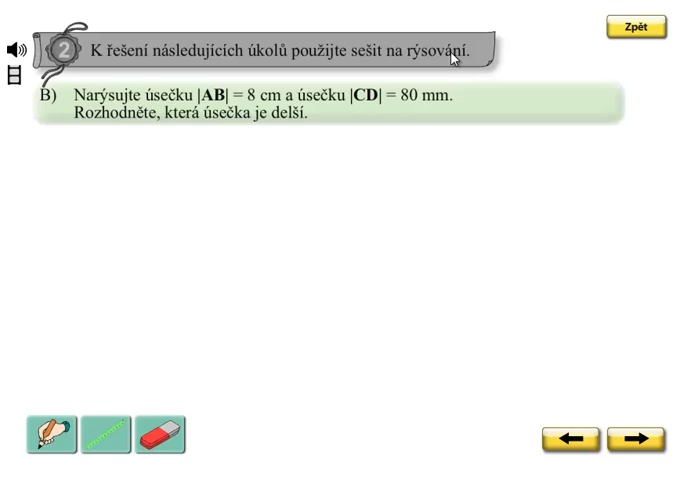 Zpět
2 K řešení následujících úkolů použijte sešit na rýsování.
B) Narýsujte úsečku |AB| = 8 cm a úsečku |CD| = 80 mm.
Rozhodněte, která úsečka je delší.